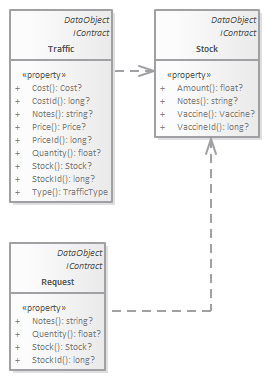 DataObject
IContract
Traffic
«property»
+ Cost(): Cost?
+ CostId(): long?
+ Notes(): string?
+ Price(): Price?
+ PriceId(): long?
+ Quantity(): float?
+ Stock(): Stock?
+ StockId(): long?
+ Type(): TrafficType
DataObject
IContract
Stock
«property»
+ Amount(): float?
+ Notes(): string?
+ Vaccine(): Vaccine?
+ VaccineId(): long?
DataObject
IContract
Request
«property»
+ Notes(): string?
+ Quentity(): float?
+ Stock(): Stock?
+ StockId(): long?